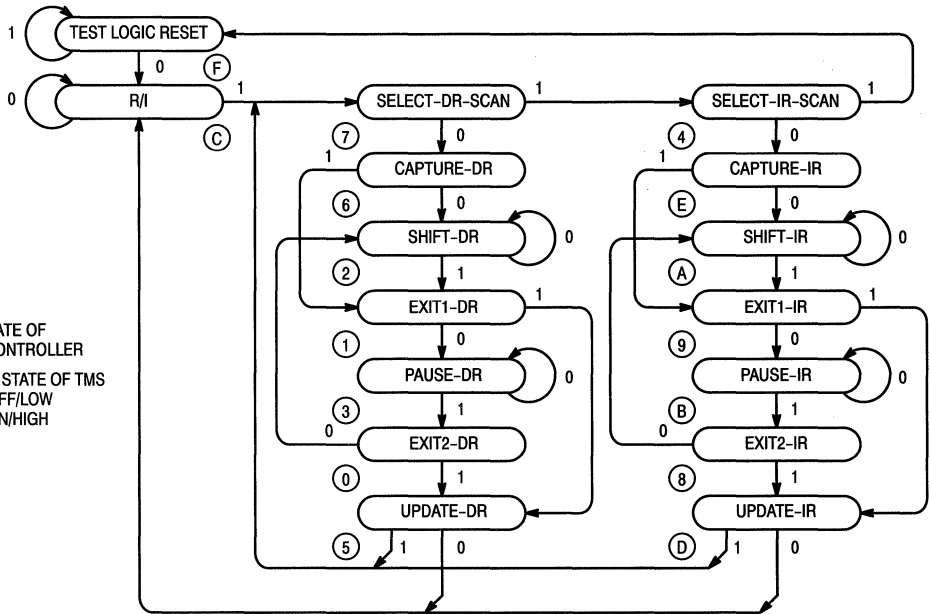 1
TEST LOGIC RESET
0
F
0
R/I
1
C
SELECT-DR-SCAN
1
SELECT-IR-SCAN
1
7
0
4
0
1
CAPTURE-DR
1
CAPTURE-IR
6
0
E
0
SHIFT-DR
0
SHIFT-IR
0
2
1
A
1
EXIT1-DR
1
EXIT1-IR
1
ATE OF
ONTROLLER
1
0
9
0
STATE OF TMS
FF/LOW
N/HIGH
PAUSE-DR
0
PAUSE-IR
0
3
1
B
1
0
EXIT2-DR
0
EXIT2-IR
0
1
8
1
UPDATE-DR
UPDATE-IR
5
1
0
D
1
0